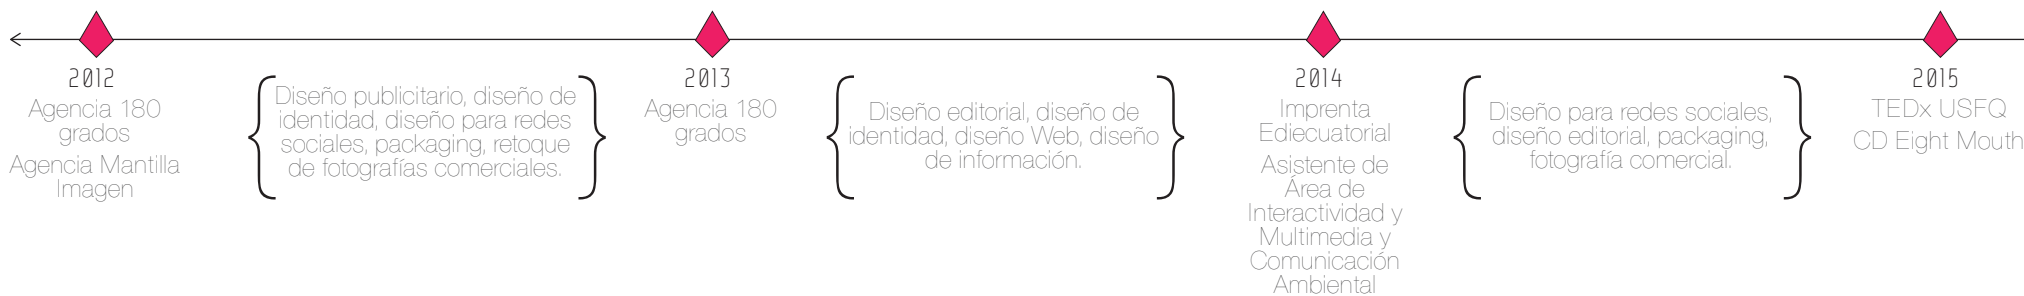 2012
Agencia 180
grados
Agencia Mantilla
Imagen
Diseño publicitario, diseño de
identidad, diseño para redes
sociales, packaging, retoque
de fotografías comerciales.
2013
Agencia 180
grados
Diseño editorial, diseño de
identidad, diseño Web, diseño
de información.
2014
Imprenta
Ediecuatorial
Asistente de
Área de
Interactividad y
Multimedia y
Comunicación
Ambiental
Diseño para redes sociales,
diseño editorial, packaging,
fotografía comercial.
2015
TEDx USFQ
CD Eight Mouth